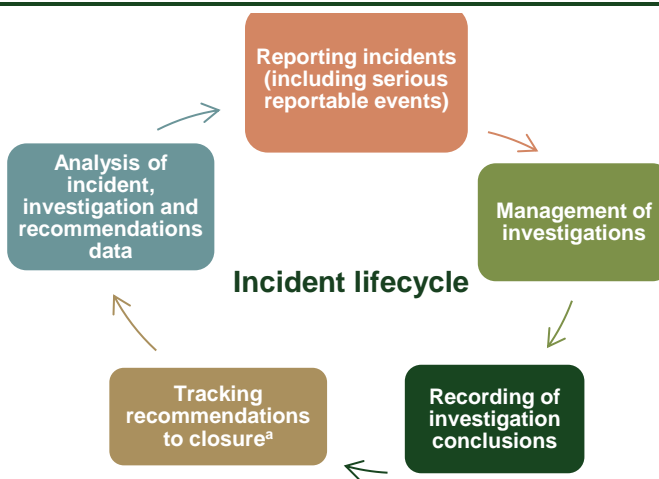 Reporting incidents
(including serious
reportable events)
Analysis of
incident,
investigation and
recommendations
data
Management of
investigations
Incident lifecycle
Tracking
recommendations
to closureᵃ
Recording of
investigation
conclusions